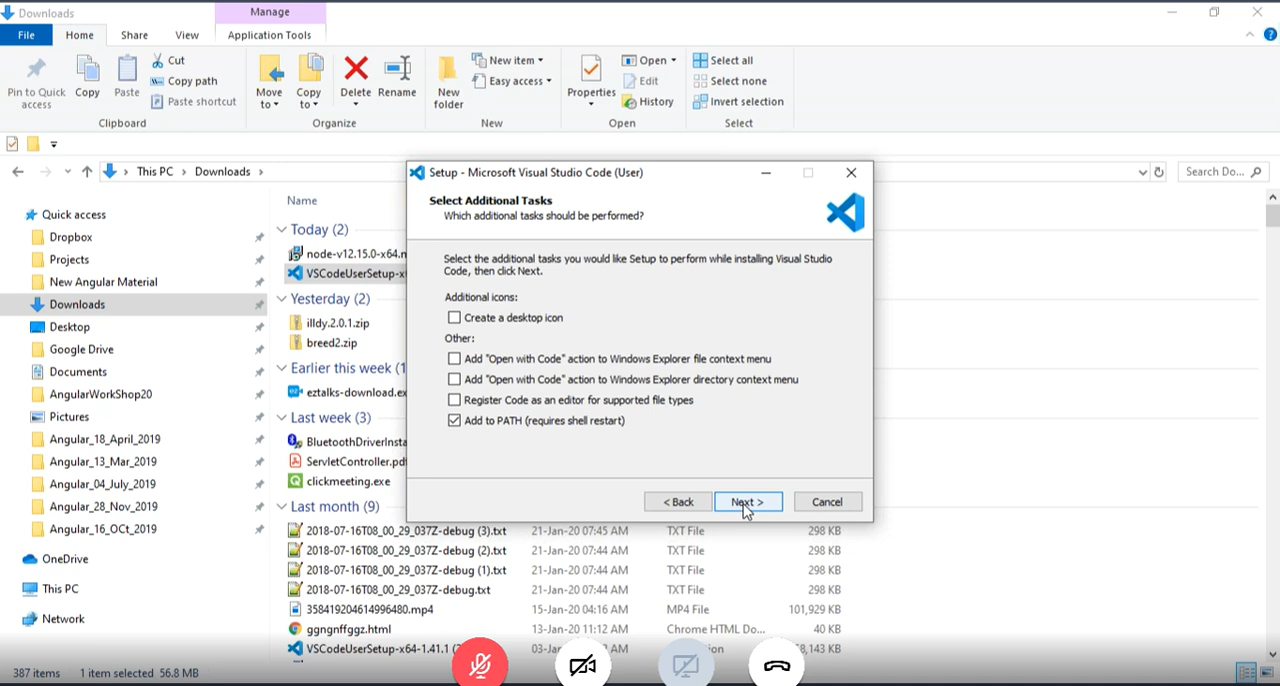 Downloads
Manage
File
Home
Share
View
Application Tools
Pin to Quick access
Copy
Paste
Cut
Copy path
Paste shortcut
Clipboard
Move to
Copy to
Delete
Rename
Organize
New folder
New item
Easy access
New
Properties
Open
Edit
History
Open
Select all
Select none
Invert selection
Select
This PC > Downloads >
Search Do...
Quick access
Dropbox
Projects
New Angular Material
Downloads
Desktop
Google Drive
Documents
AngularWorkShop20
Pictures
Angular_18_April_2019
Angular_13_Mar_2019
Angular_04_July_2019
Angular_28_Nov_2019
Angular_16_OCt_2019
OneDrive
This PC
Network
Name
Today (2)
node-v12.15.0-x64.m
VSCodeUserSetup-x
Yesterday (2)
illdy.2.0.1.zip
breed2.zip
Earlier this week (1
eztalks-download.ex
Last week (3)
BluetoothDriverInsta
ServletController.pdf
clickmeeting.exe
Last month (9)
2018-07-16T08_00_29_037Z-debug (3).txt 21-Jan-20 07:45 AM TXT File 298 KB
2018-07-16T08_00_29_037Z-debug (2).txt 21-Jan-20 07:44 AM TXT File 298 KB
2018-07-16T08_00_29_037Z-debug (1).txt 21-Jan-20 07:44 AM TXT File 298 KB
2018-07-16T08_00_29_037Z-debug.txt 21-Jan-20 07:44 AM TXT File 298 KB
358419204614996480.mp4 15-Jan-20 04:16 AM MP4 File 101,929 KB
ggngnffggz.html 13-Jan-20 11:12 AM Chrome HTML Do... 40 KB
VSCodeUserSetup-x64-1.41.1
Setup - Microsoft Visual Studio Code (User)
Select Additional Tasks
Which additional tasks should be performed?
Select the additional tasks you would like Setup to perform while installing Visual Studio
Code, then click Next.
Additional icons:
Create a desktop icon
Other:
Add "Open with Code" action to Windows Explorer file context menu
Add "Open with Code" action to Windows Explorer directory context menu
Register Code as an editor for supported file types
Add to PATH (requires shell restart)
< Back
Next >
Cancel
387 items 1 item selected 56.8 MB